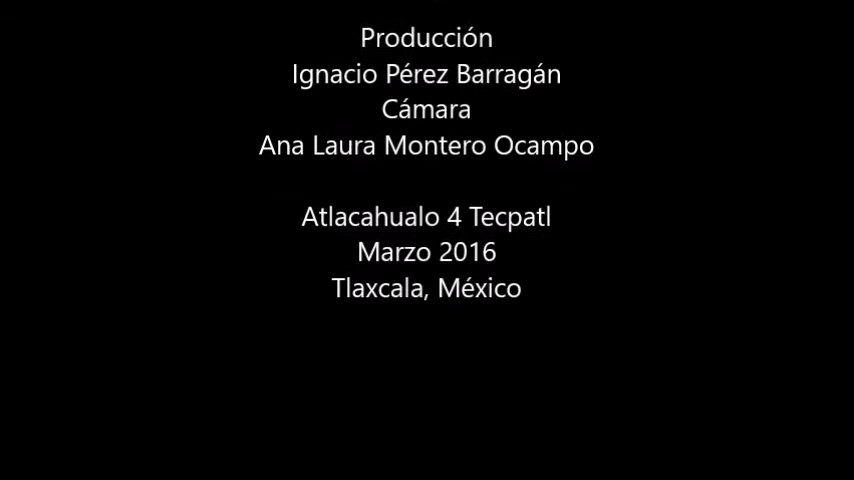 Producción
Ignacio Pérez Barragán
Cámara
Ana Laura Montero Ocampo
Atlacahualo 4 Tecpatl
Marzo 2016
Tlaxcala, México